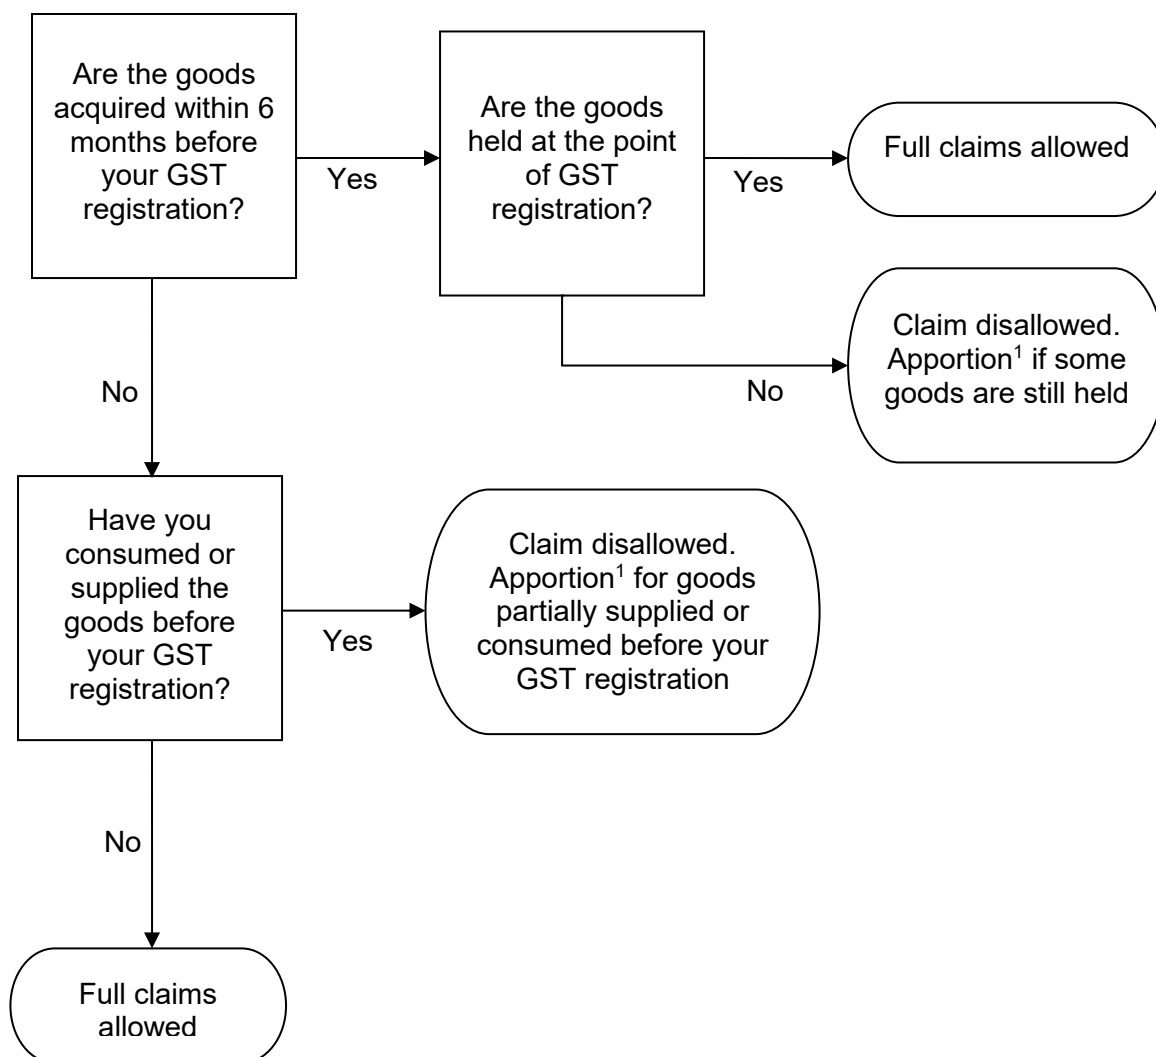 Are the goods
acquired within 6
months before
your GST
registration?
Yes
Are the goods
held at the point
of GST
registration?
Yes
Full claims allowed
No
Claim disallowed.
Apportion¹ if some
goods are still held
No
Have you
consumed or
supplied the
goods before
your GST
registration?
Yes
Claim disallowed.
Apportion¹ for goods
partially supplied or
consumed before your
GST registration
No
Full claims
allowed